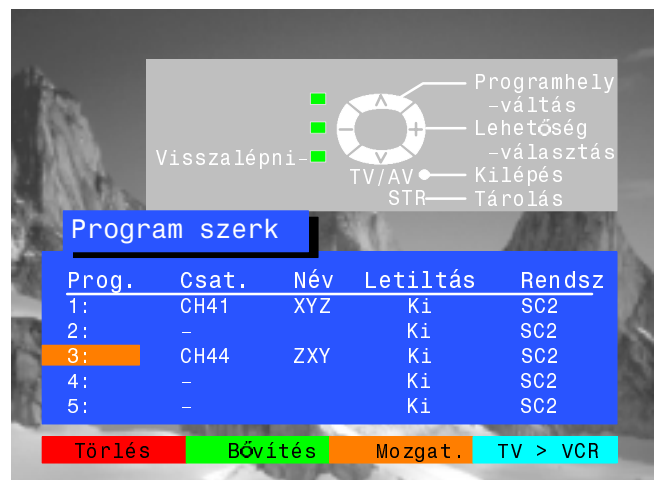 Programhely
-váltás
Lehetőség
-választás
Visszalépni-
TV/AV Kilépés
STR Tárolás
Program szerk
Prog. Csat. Név Letiltás Rendsz
1: CH41 XYZ Ki SC2
2: - Ki SC2
3: CH44 ZXY Ki SC2
4: - Ki SC2
5: - Ki SC2
Törlés Bővítés Mozgat. TV > VCR